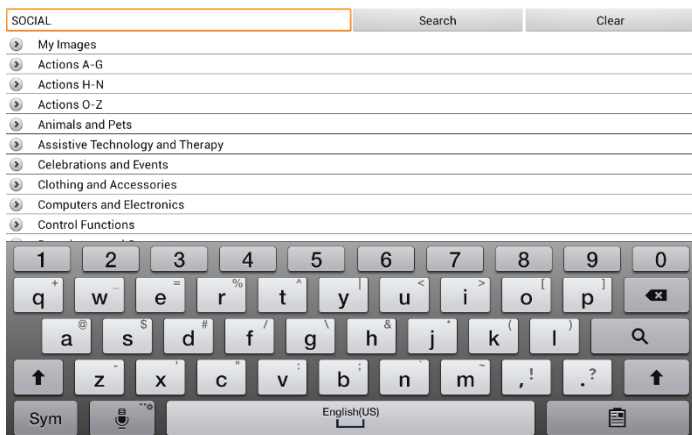 SOCIAL Search Clear
My Images
Actions A-G
Actions H-N
Actions O-Z
Animals and Pets
Assistive Technology and Therapy
Celebrations and Events
Clothing and Accessories
Computers and Electronics
Control Functions
1 2 3 4 5 6 7 8 9 0
q + w _ e = r % t ^ y | u < i > o [ p ]
a @ s $ d # f / g \ h & j * k ( l )
z - x ' c " v : b ; n ` m ~ , ! . ?
Sym English(US)